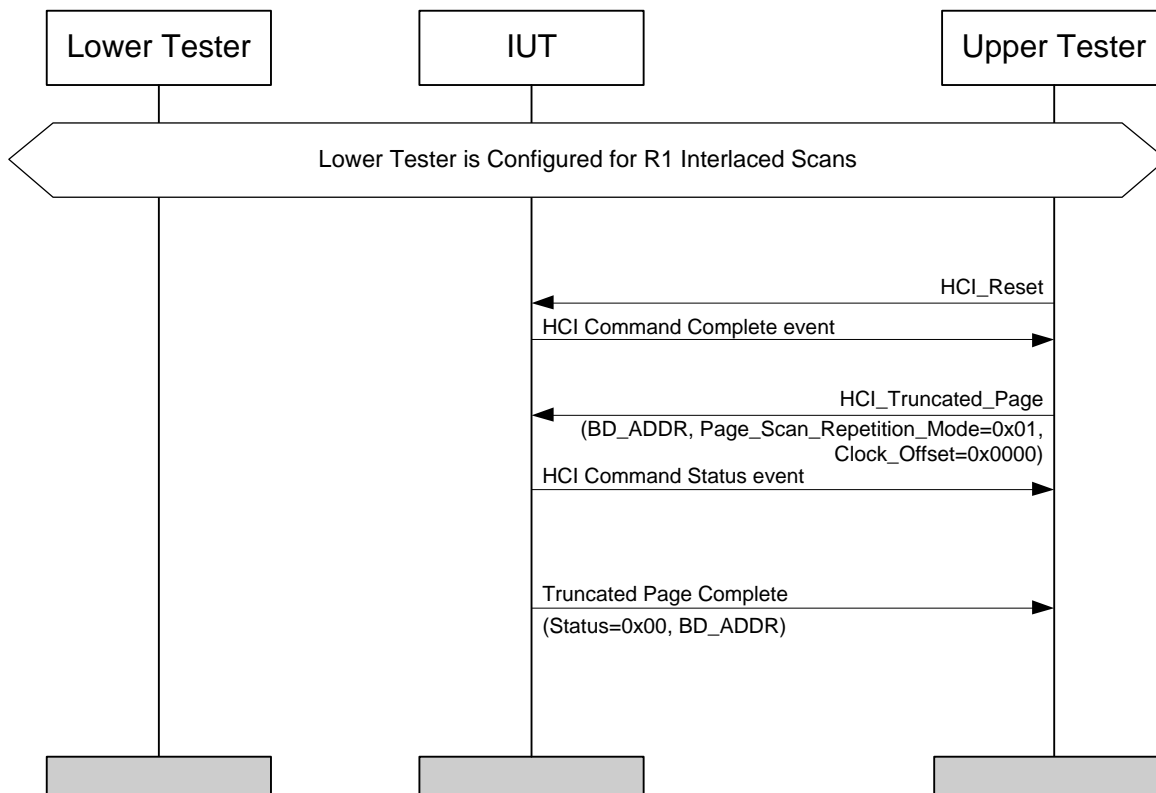 Lower Tester
IUT
Upper Tester
Lower Tester is Configured for R1 Interlaced Scans
HCI_Reset
HCI Command Complete event
HCI_Truncated_Page
(BD_ADDR, Page_Scan_Repetition_Mode=0x01,
Clock_Offset=0x0000)
HCI Command Status event
Truncated Page Complete
(Status=0x00, BD_ADDR)